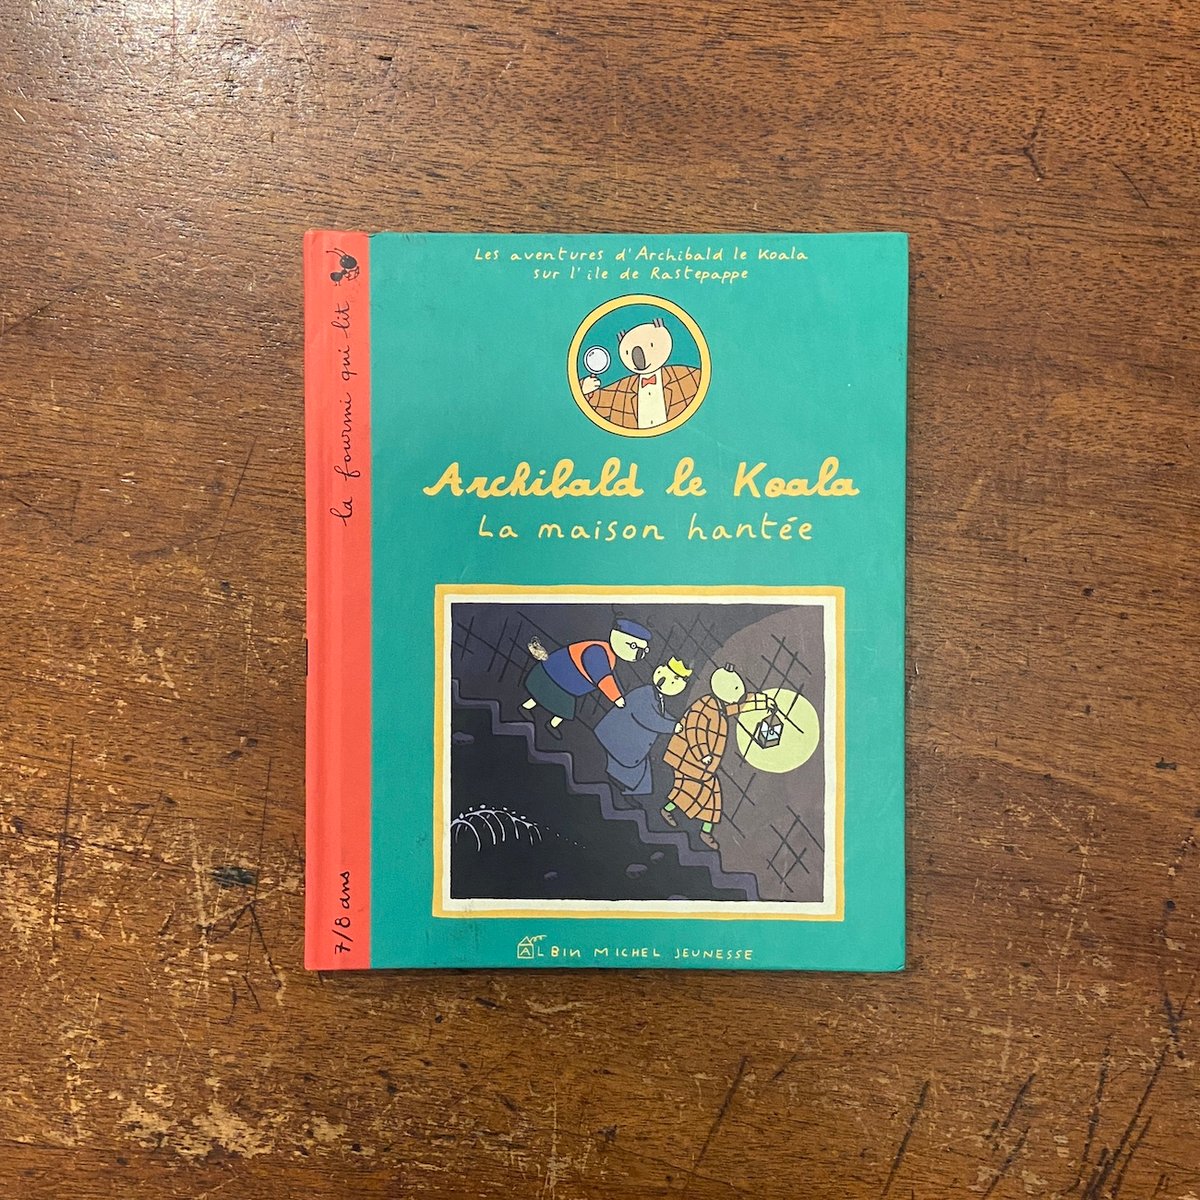 la fourmi qui lit
7/8 ans
Les aventures d'Archibald le Koala
sur l'île de Rastepappe
Archibald le Koala
La maison hantée
ALBIN MICHEL JEUNESSE